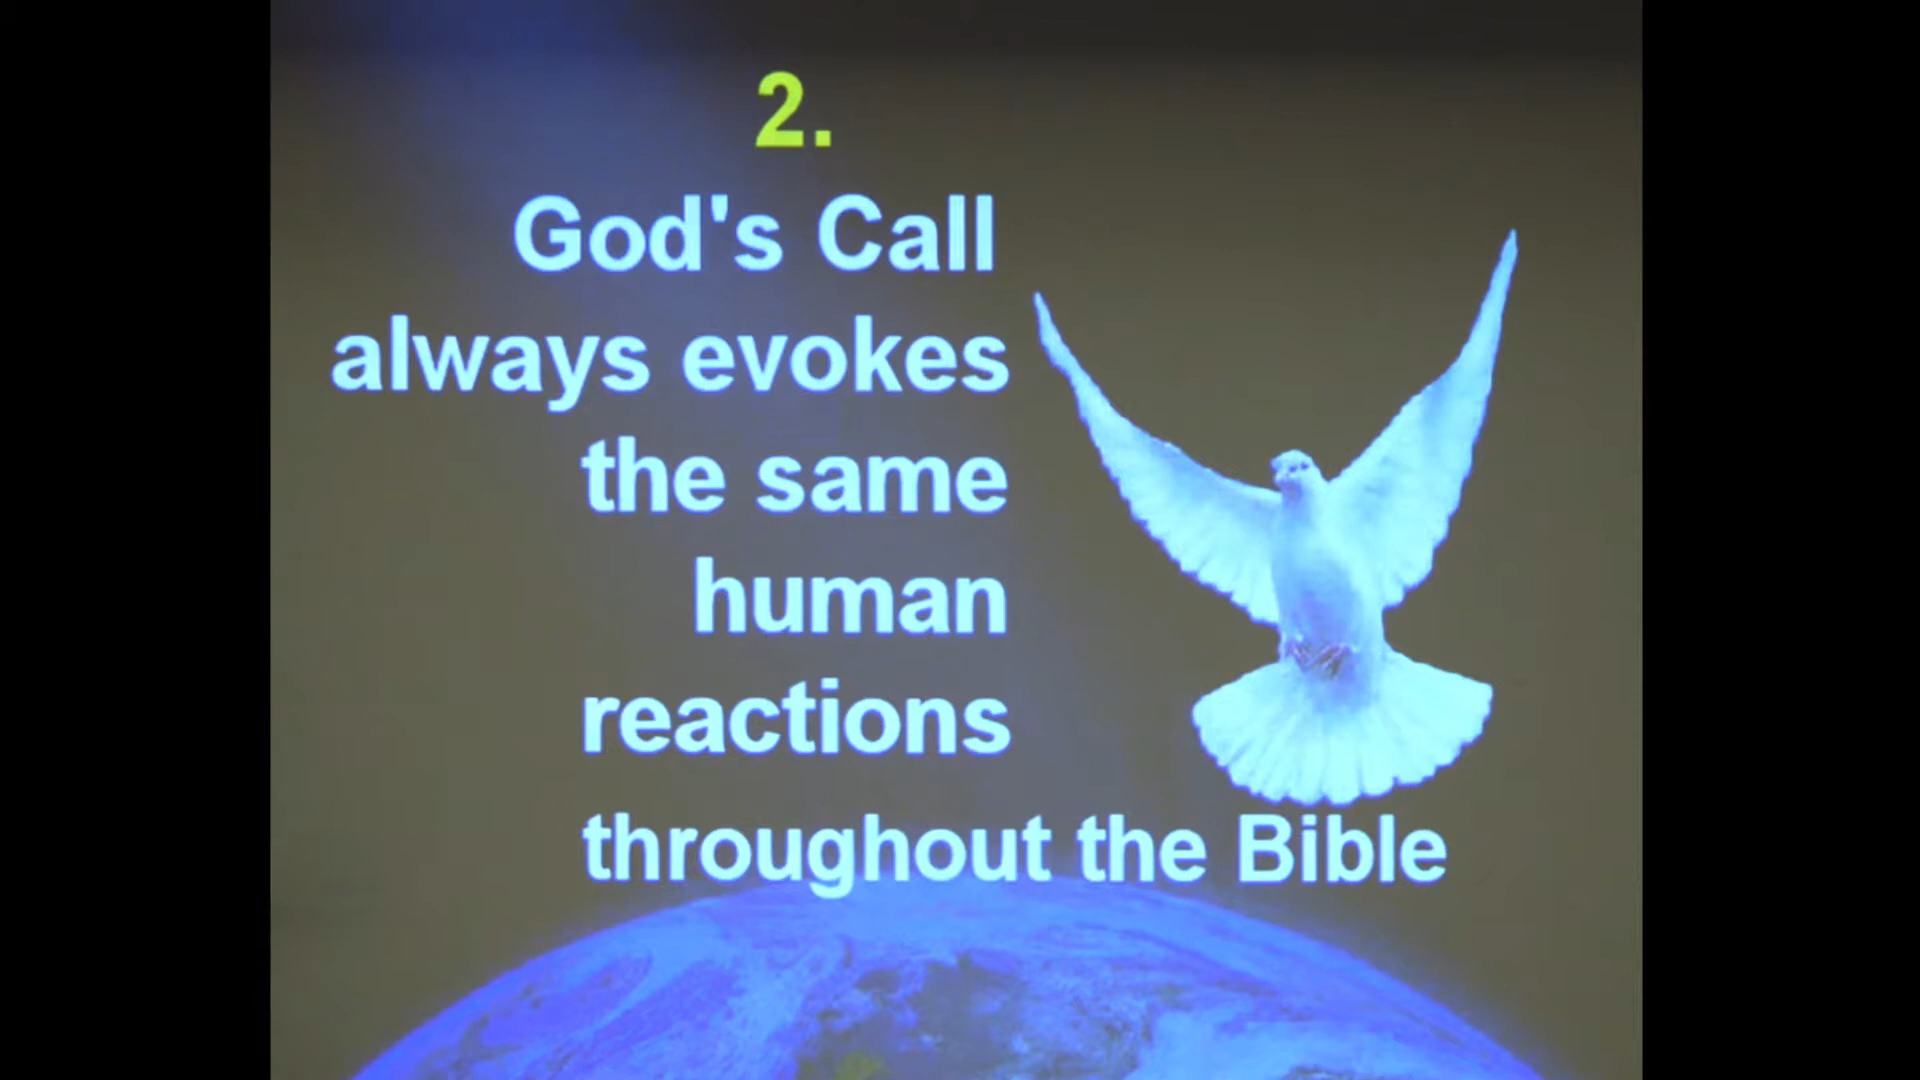 2.
God's Call
always evokes
the same
human
reactions
throughout the Bible